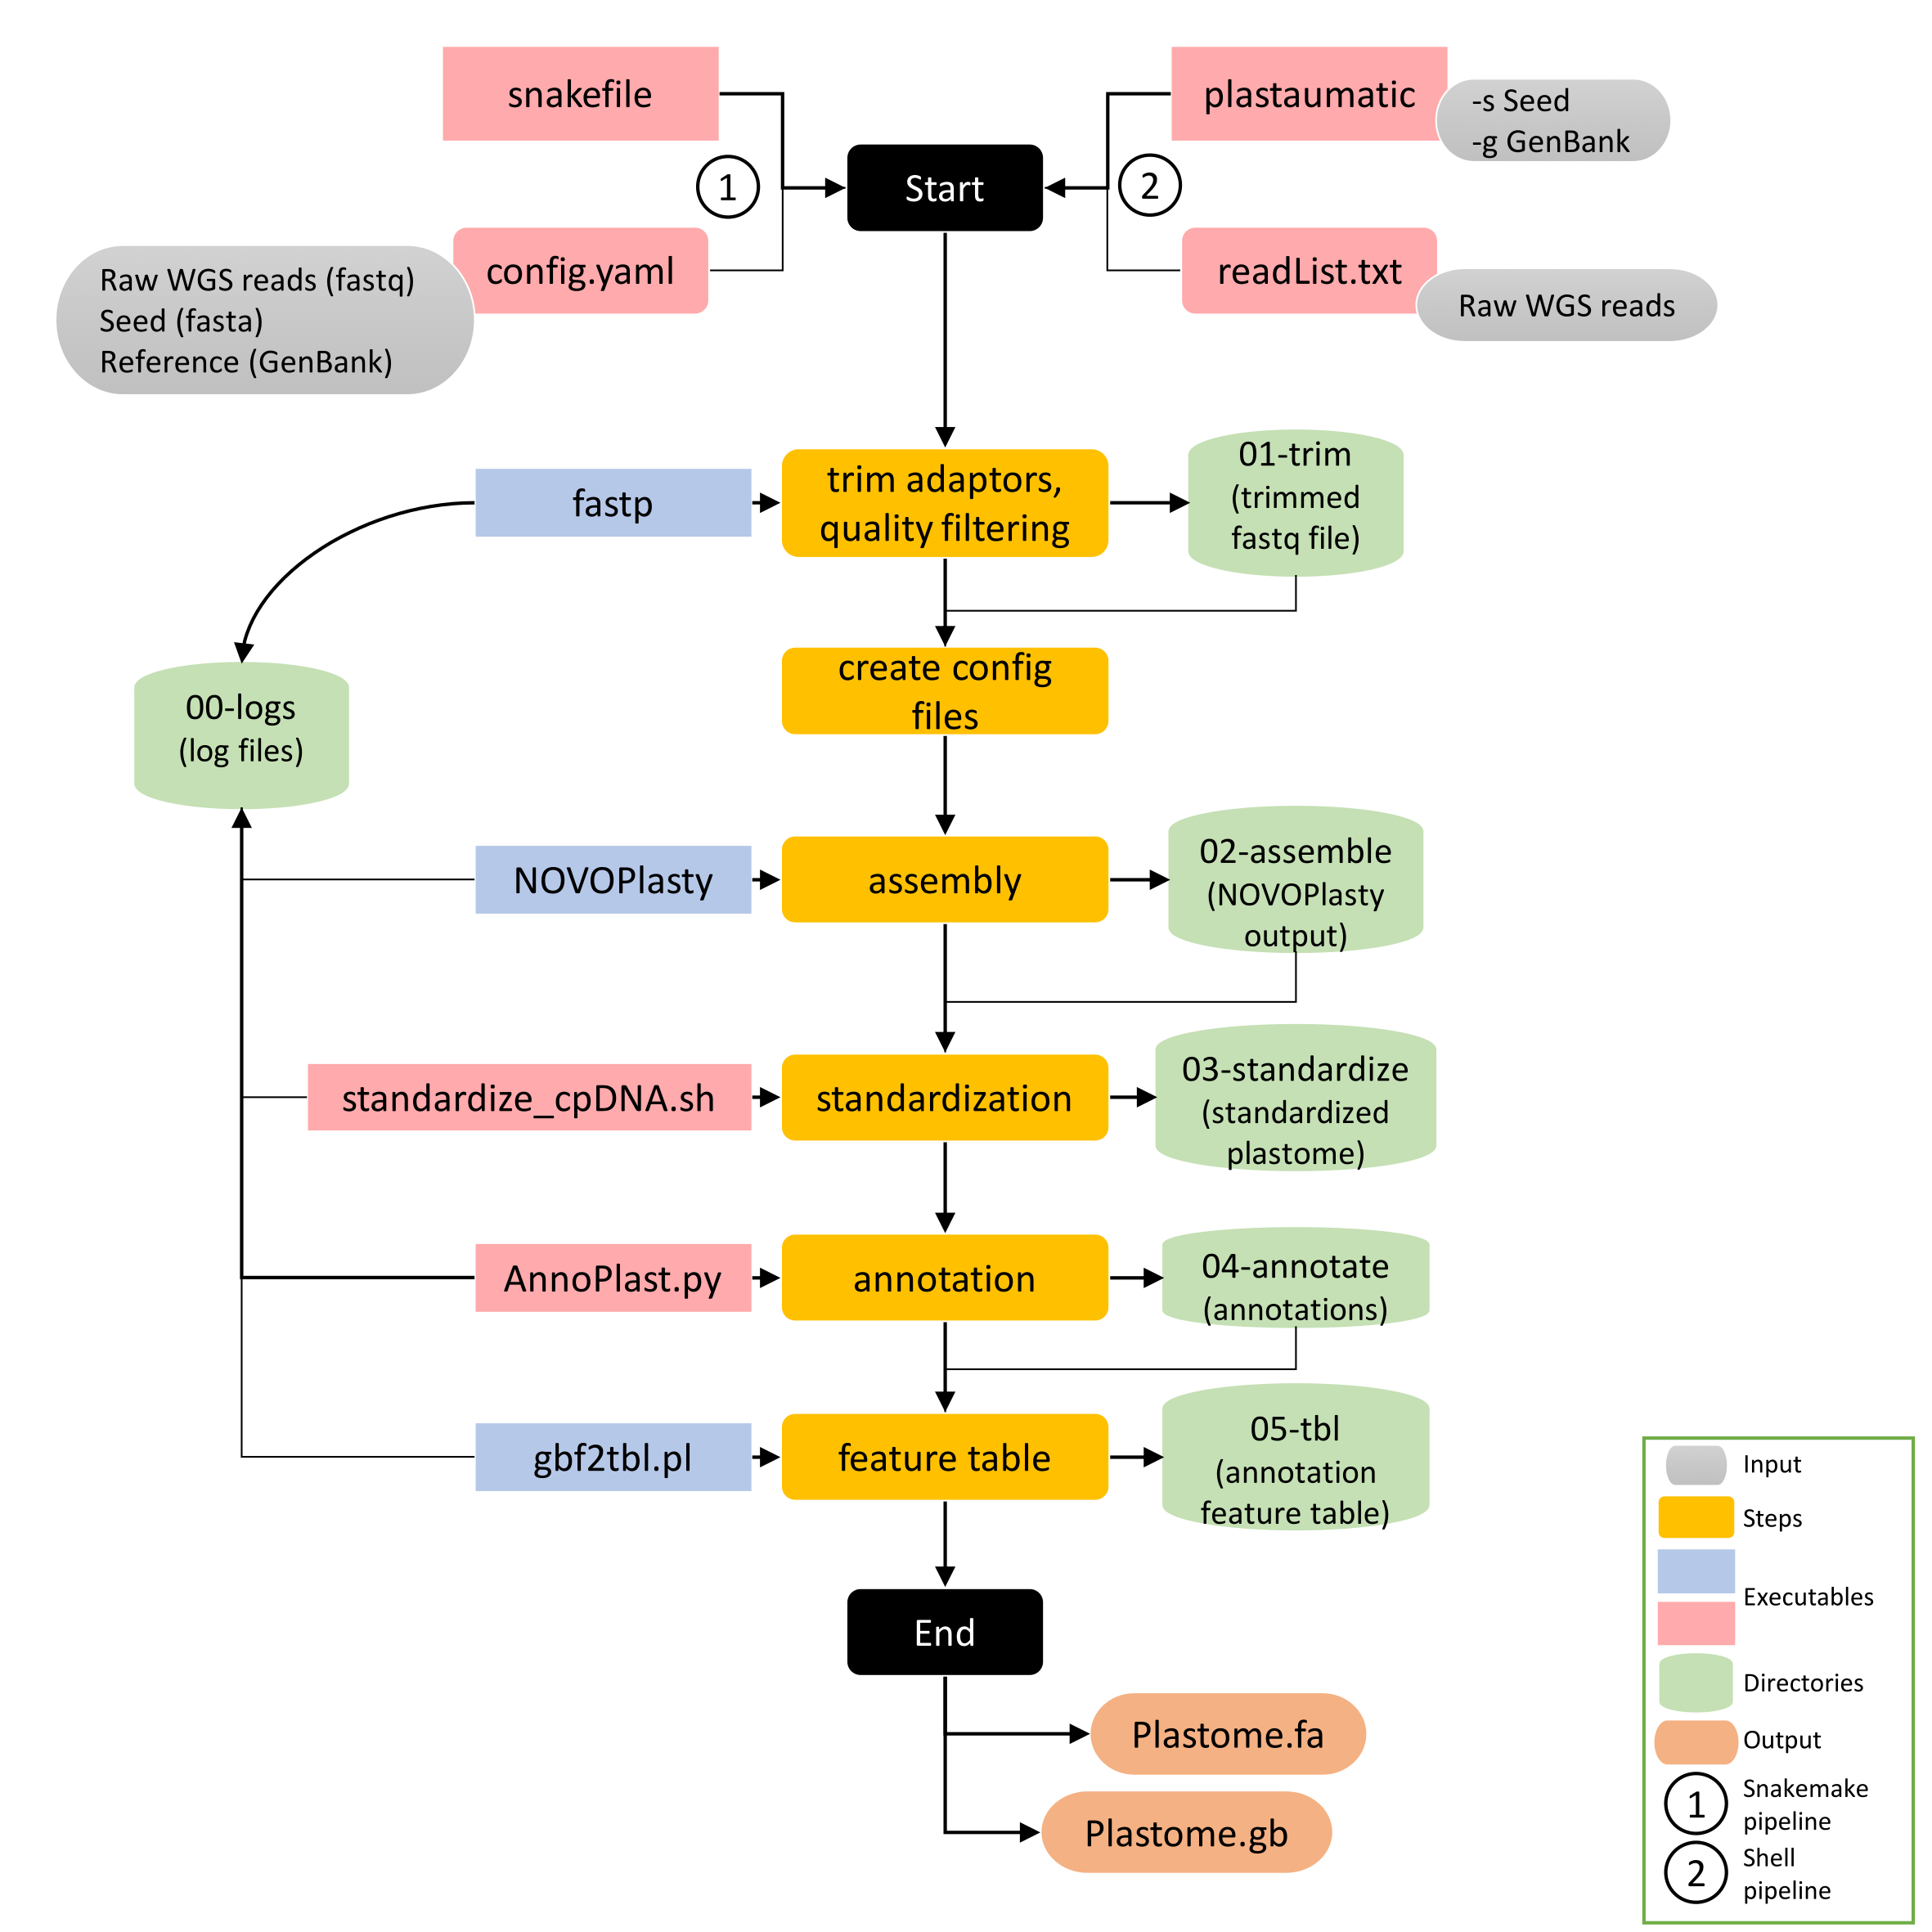 snakefile
plastaumatic
-s Seed
-g GenBank
1
Start
2
config.yaml
Raw WGS reads (fastq)
Seed (fasta)
Reference (GenBank)
readList.txt
Raw WGS reads
fastp
trim adaptors,
quality filtering
01-trim
(trimmed
fastq file)
create config
files
00-logs
(log files)
NOVOPlasty
assembly
02-assemble
(NOVOPlasty
output)
standardize_cpDNA.sh
standardization
03-standardize
(standardized
plastome)
AnnoPlast.py
annotation
04-annotate
(annotations)
gbf2tbl.pl
feature table
05-tbl
(annotation
feature table)
End
Plastome.fa
Plastome.gb
Input
Steps
Executables
Directories
Output
1
Snakemake
pipeline
2
Shell
pipeline